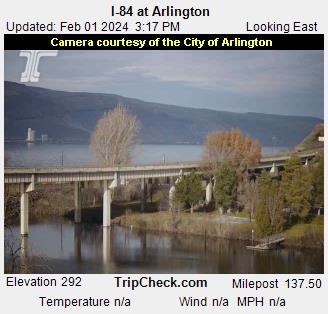 I-84 at Arlington
Updated: Feb 01 2024 3:17 PM Looking East
Camera courtesy of the City of Arlington
Elevation 292 TripCheck.com Milepost 137.50
Temperature n/a Wind n/a MPH n/a